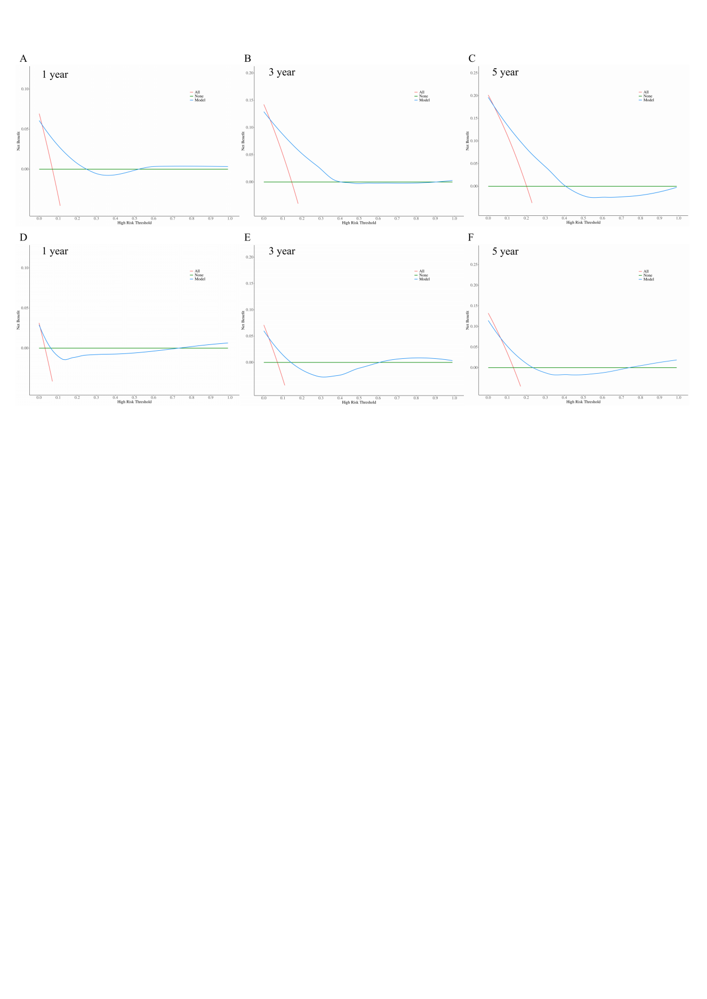 A
1 year
All
None
Model
0.10
0.05
0.00
Net Benefit
0.0 0.1 0.2 0.3 0.4 0.5 0.6 0.7 0.8 0.9 1.0
High Risk Threshold
B
3 year
All
None
Model
0.20
0.15
0.10
0.05
0.00
Net Benefit
0.0 0.1 0.2 0.3 0.4 0.5 0.6 0.7 0.8 0.9 1.0
High Risk Threshold
C
5 year
All
None
Model
0.25
0.20
0.15
0.10
0.05
0.00
Net Benefit
0.0 0.1 0.2 0.3 0.4 0.5 0.6 0.7 0.8 0.9 1.0
High Risk Threshold
D
1 year
All
None
Model
0.10
0.05
0.00
Net Benefit
0.0 0.1 0.2 0.3 0.4 0.5 0.6 0.7 0.8 0.9 1.0
High Risk Threshold
E
3 year
All
None
Model
0.20
0.15
0.10
0.05
0.00
Net Benefit
0.0 0.1 0.2 0.3 0.4 0.5 0.6 0.7 0.8 0.9 1.0
High Risk Threshold
F
5 year
All
None
Model
0.25
0.20
0.15
0.10
0.05
0.00
Net Benefit
0.0 0.1 0.2 0.3 0.4 0.5 0.6 0.7 0.8 0.9 1.0
High Risk Threshold